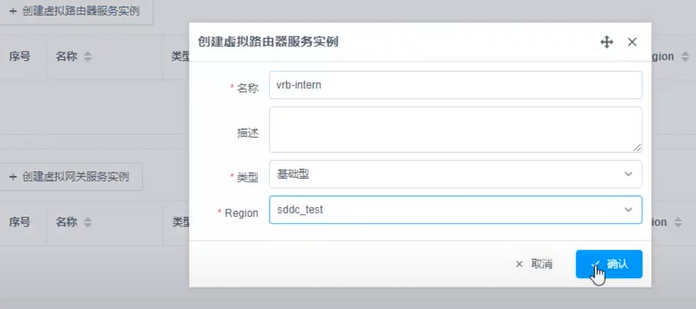 + 创建虚拟路由器服务实例
序号 名称 类型
创建虚拟路由器服务实例
* 名称 vrb-intern
描述
* 类型 基础型
* Region sddc_test
× 取消 ✓ 确认
gion
+ 创建虚拟网关服务实例
序号 名称 类型
ion